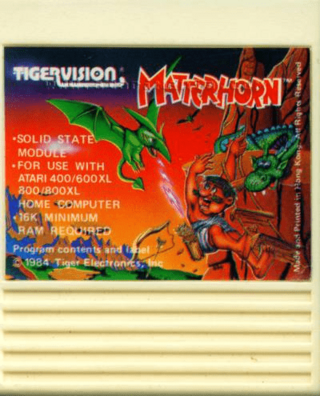 TIGERVISION®
MATTERHORN™
•SOLID STATE
MODULE
•FOR USE WITH
ATARI 400/600XL
800/800XL
HOME COMPUTER
•16K MINIMUM
RAM REQUIRED
Program contents and label
© 1984 Tiger Electronics, Inc
Made and Printed in Hong Kong. All Rights Reserved